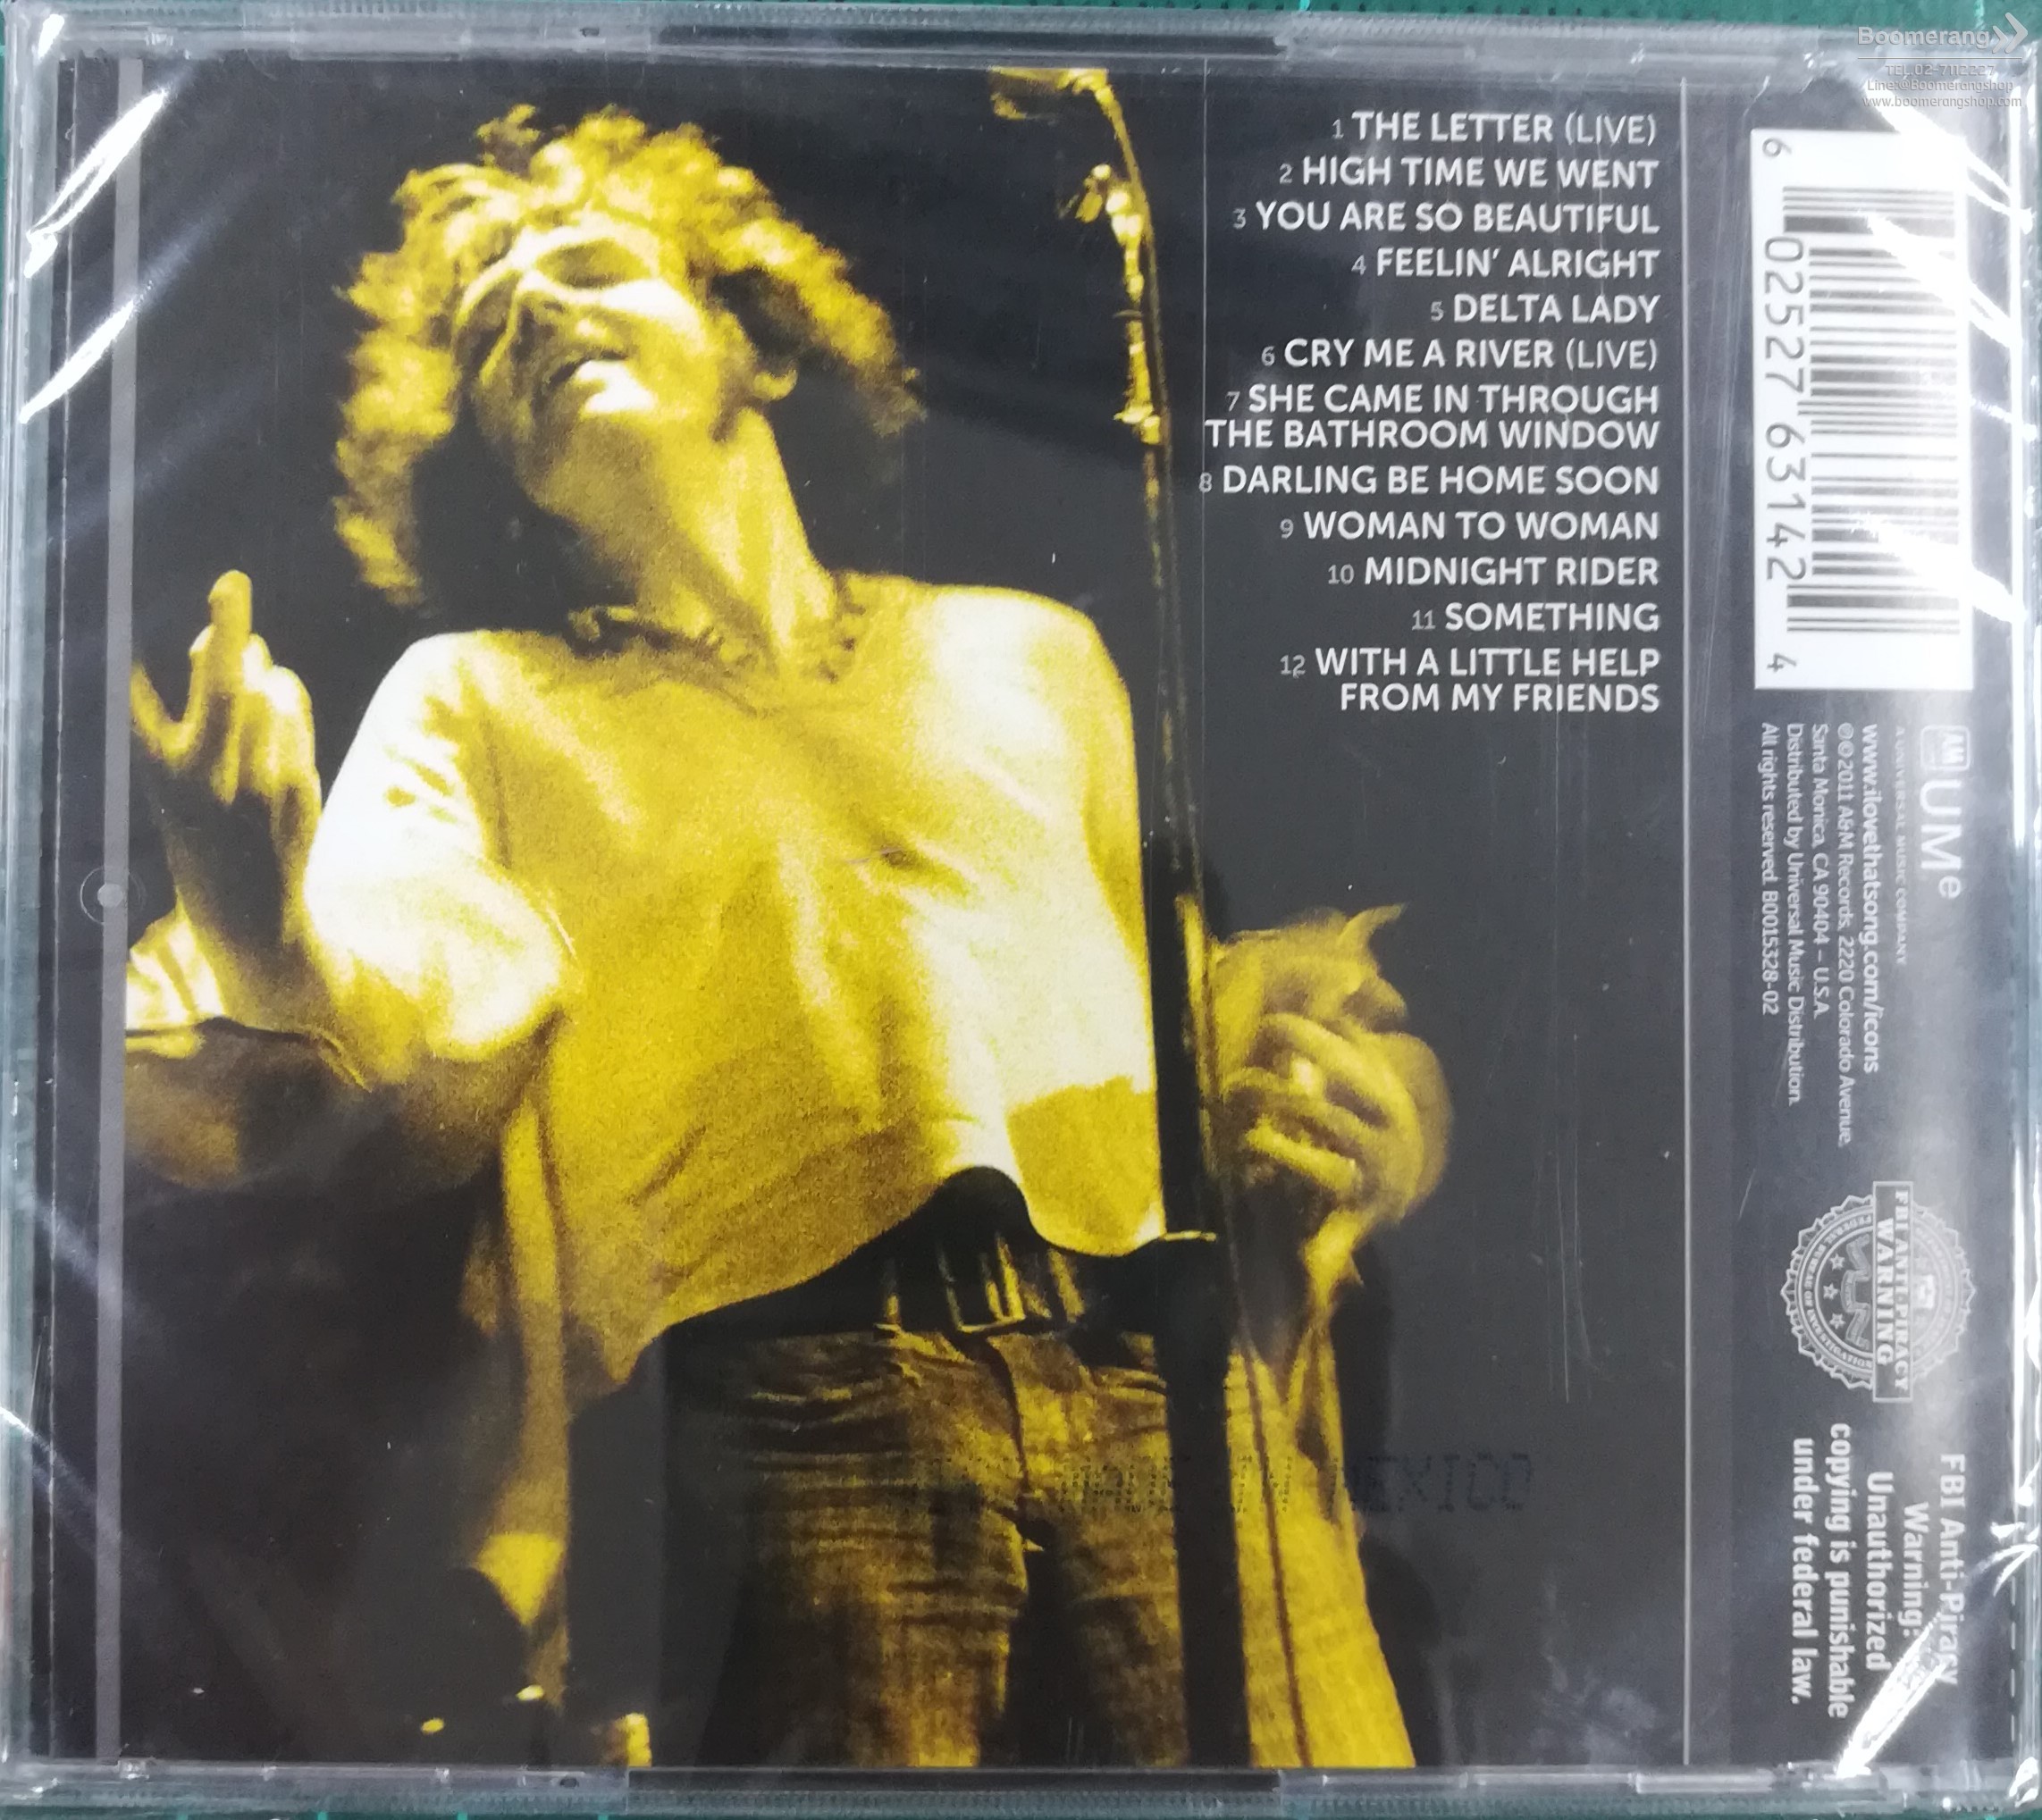 Boomerang
TEL.02-7112227
Line:@Boomerangshop
www.boomerangshop.com
1 THE LETTER (LIVE)
2 HIGH TIME WE WENT
3 YOU ARE SO BEAUTIFUL
4 FEELIN' ALRIGHT
5 DELTA LADY
6 CRY ME A RIVER (LIVE)
7 SHE CAME IN THROUGH
THE BATHROOM WINDOW
8 DARLING BE HOME SOON
9 WOMAN TO WOMAN
10 MIDNIGHT RIDER
11 SOMETHING
12 WITH A LITTLE HELP
FROM MY FRIENDS
6 02527 63142 4
A&M UMe
A UNIVERSAL MUSIC COMPANY
www.ilovethatsong.com/icons
℗©2011 A&M Records, 2220 Colorado Avenue,
Santa Monica, CA 90404 – U.S.A.
Distributed by Universal Music Distribution.
All rights reserved. B0015328-02
FBI ANTI-PIRACY
WARNING
FBI Anti-Piracy
Warning:
Unauthorized
copying is punishable
under federal law.
MADE IN MEXICO